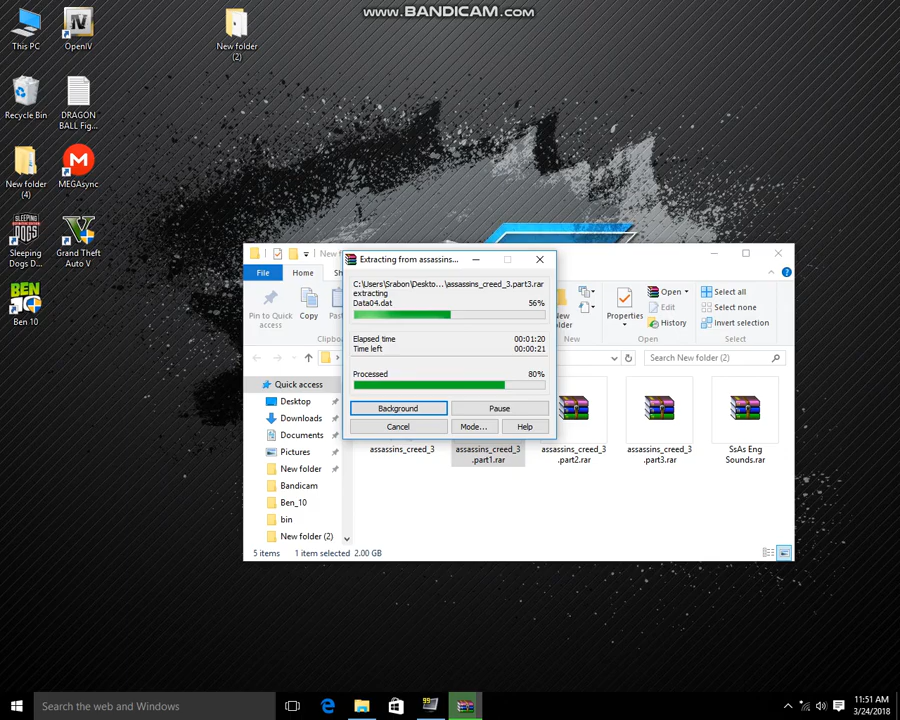 www.BANDICAM.com
This PC
OpenIV
New folder
(2)
Recycle Bin
DRAGON
BALL Fig...
New folder
(4)
MEGAsync
SLEEPING
DOGS
Sleeping
Dogs D...
Grand Theft
Auto V
BEN
10
Ben 10
Extracting from assassins...
C:\Users\Srabon\Deskto...\assassins_creed_3.part3.rar
extracting
Data04.dat 56%
Elapsed time 00:01:20
Time left 00:00:21
Processed 80%
Background
Pause
Cancel
Mode...
Help
File
Home
Pin to Quick
access
Copy
folder
New
Properties
Open
Edit
History
Open
Select all
Select none
Invert selection
Select
Search New folder (2)
Quick access
Desktop
Downloads
Documents
Pictures
New folder
Bandicam
Ben_10
bin
New folder (2)
assassins_creed_3
assassins_creed_3
.part1.rar
assassins_creed_3
.part2.rar
assassins_creed_3
.part3.rar
SsAs Eng
Sounds.rar
5 items 1 item selected 2.00 GB
Search the web and Windows
11:51 AM
3/24/2018